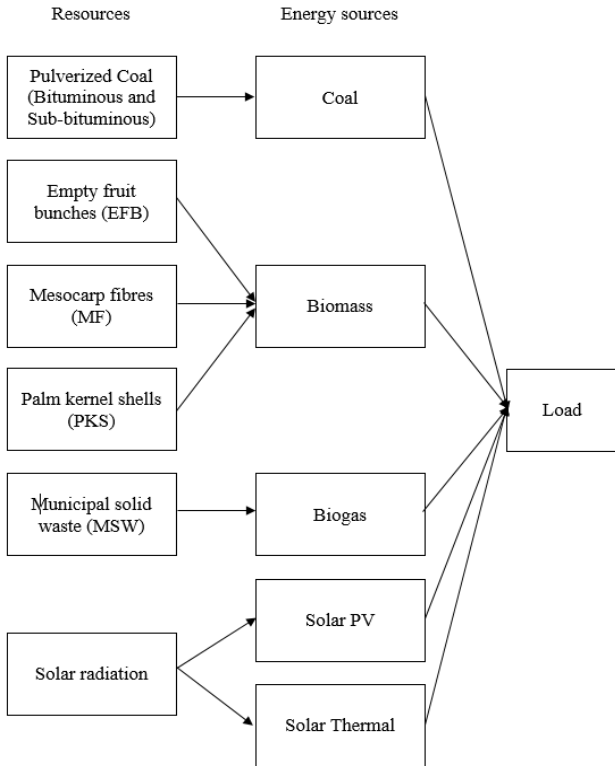 Resources
Energy sources
Pulverized Coal
(Bituminous and
Sub-bituminous)
Coal
Empty fruit
bunches (EFB)
Mesocarp fibres
(MF)
Biomass
Palm kernel shells
(PKS)
Load
Municipal solid
waste (MSW)
Biogas
Solar PV
Solar radiation
Solar Thermal